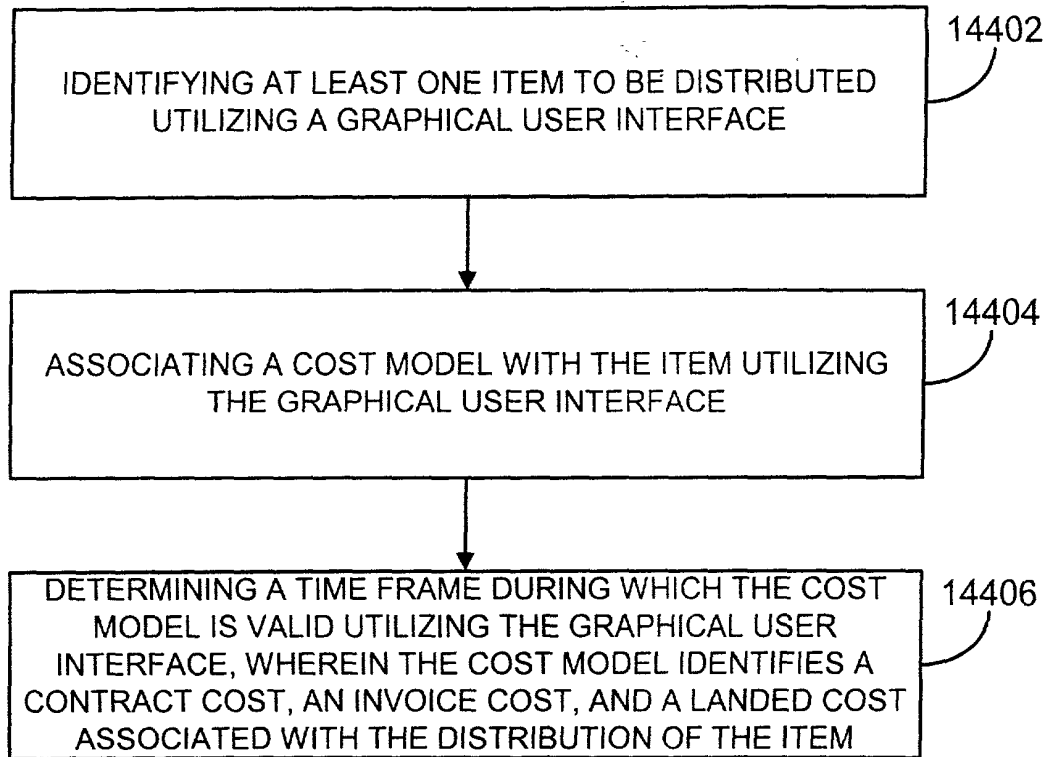 14402
IDENTIFYING AT LEAST ONE ITEM TO BE DISTRIBUTED
UTILIZING A GRAPHICAL USER INTERFACE
14404
ASSOCIATING A COST MODEL WITH THE ITEM UTILIZING
THE GRAPHICAL USER INTERFACE
14406
DETERMINING A TIME FRAME DURING WHICH THE COST
MODEL IS VALID UTILIZING THE GRAPHICAL USER
INTERFACE, WHEREIN THE COST MODEL IDENTIFIES A
CONTRACT COST, AN INVOICE COST, AND A LANDED COST
ASSOCIATED WITH THE DISTRIBUTION OF THE ITEM